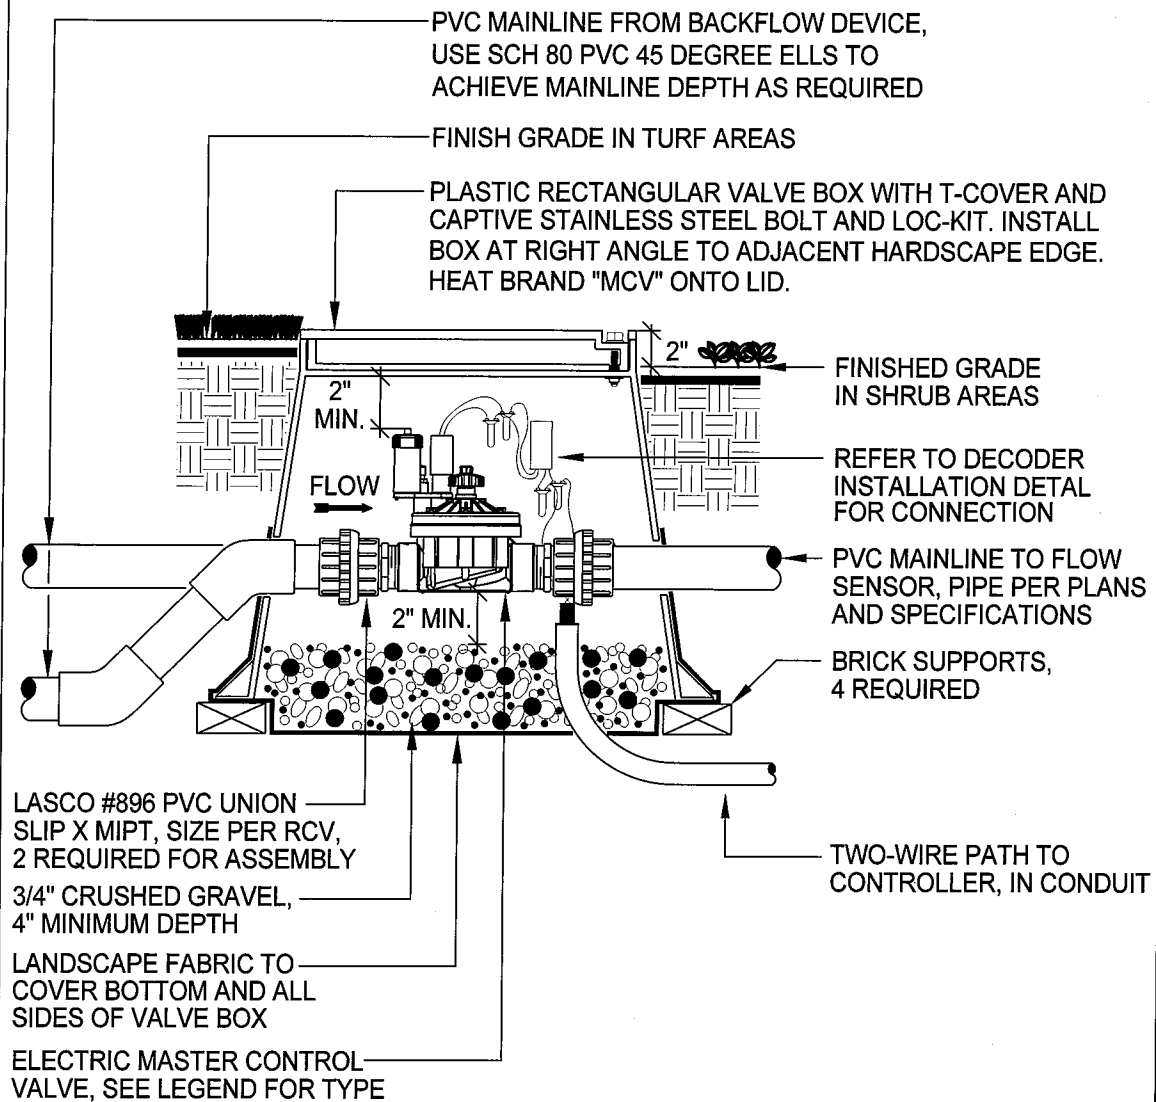 PVC MAINLINE FROM BACKFLOW DEVICE,
USE SCH 80 PVC 45 DEGREE ELLS TO
ACHIEVE MAINLINE DEPTH AS REQUIRED
FINISH GRADE IN TURF AREAS
PLASTIC RECTANGULAR VALVE BOX WITH T-COVER AND
CAPTIVE STAINLESS STEEL BOLT AND LOC-KIT. INSTALL
BOX AT RIGHT ANGLE TO ADJACENT HARDSCAPE EDGE.
HEAT BRAND "MCV" ONTO LID.
2"
2"
MIN.
FINISHED GRADE
IN SHRUB AREAS
REFER TO DECODER
INSTALLATION DETAL
FOR CONNECTION
FLOW
PVC MAINLINE TO FLOW
SENSOR, PIPE PER PLANS
AND SPECIFICATIONS
2" MIN.
BRICK SUPPORTS,
4 REQUIRED
LASCO #896 PVC UNION
SLIP X MIPT, SIZE PER RCV,
2 REQUIRED FOR ASSEMBLY
TWO-WIRE PATH TO
CONTROLLER, IN CONDUIT
3/4" CRUSHED GRAVEL,
4" MINIMUM DEPTH
LANDSCAPE FABRIC TO
COVER BOTTOM AND ALL
SIDES OF VALVE BOX
ELECTRIC MASTER CONTROL
VALVE, SEE LEGEND FOR TYPE